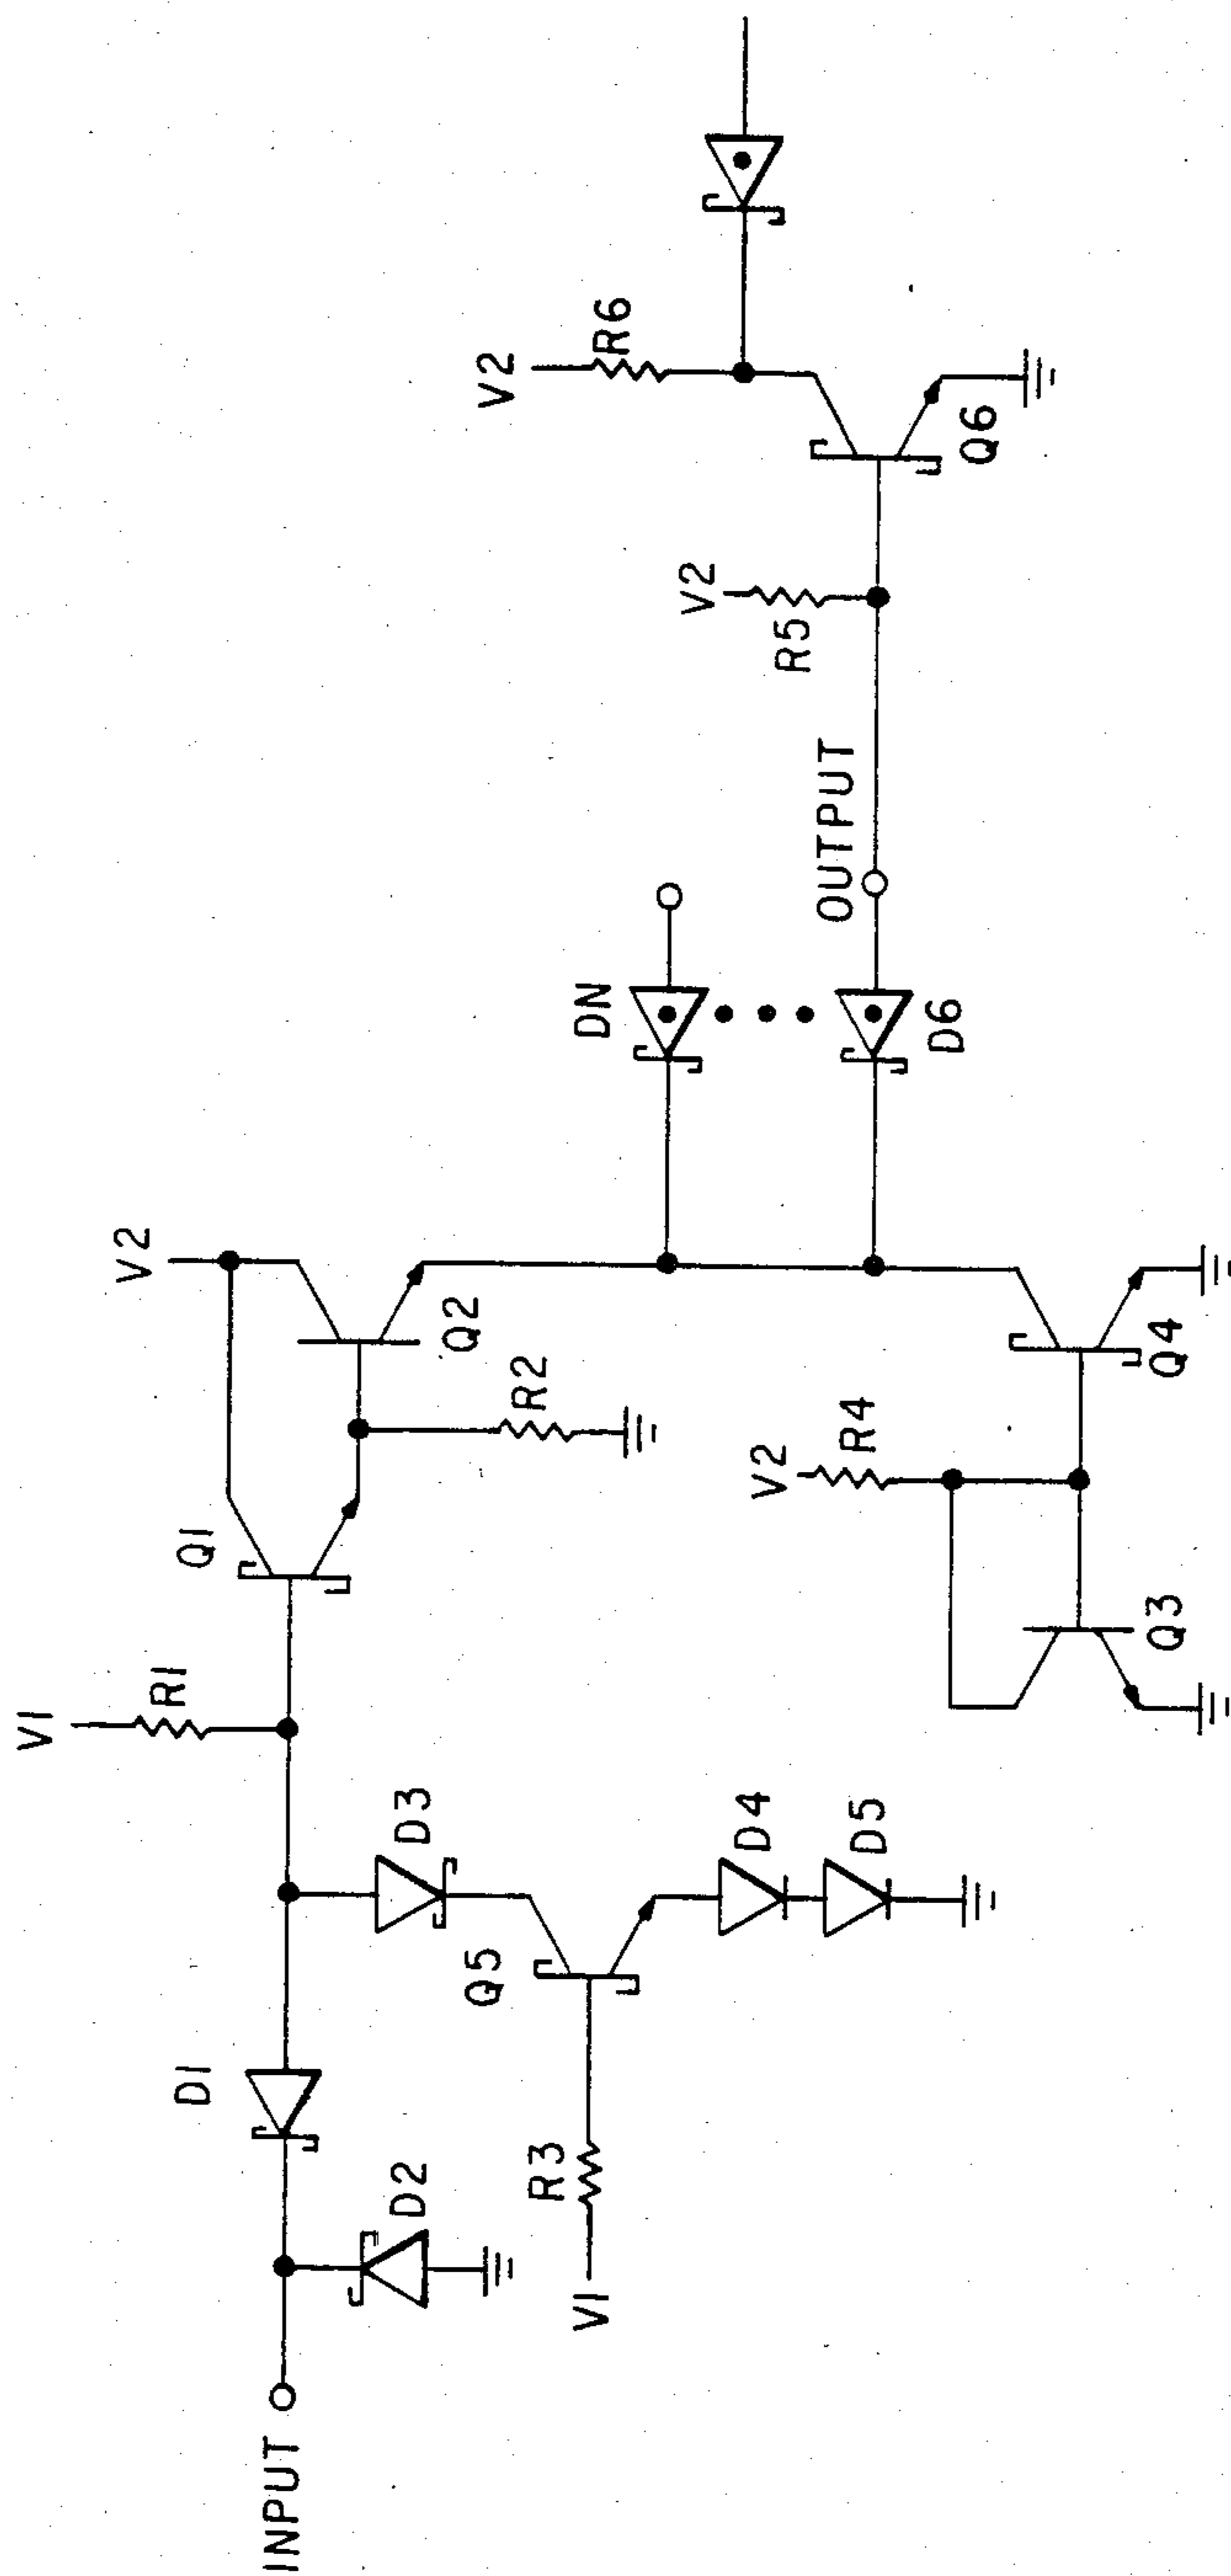 INPUT
D1
D2
V1
R3
Q5
D3
D4
D5
V1
R1
Q1
V2
Q2
R2
V2
R4
Q3
Q4
DN
D6
OUTPUT
V2
R5
V2
R6
Q6